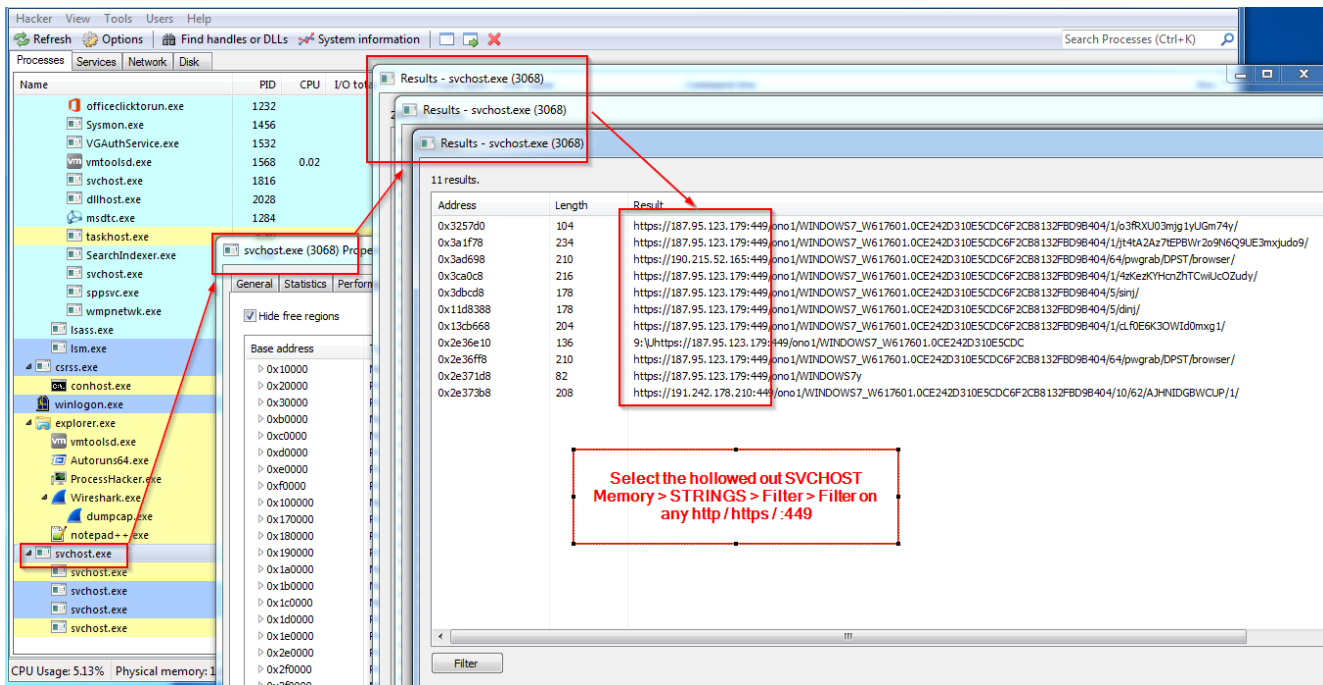 Hacker View Tools Users Help
Refresh Options Find handles or DLLs System information Search Processes (Ctrl+K)
Processes Services Network Disk
Name PID CPU I/O tota
officeclicktorun.exe 1232
Sysmon.exe 1456
VGAuthService.exe 1532
vmtoolsd.exe 1568 0.02
svchost.exe 1816
dllhost.exe 2028
msdtc.exe 1284
taskhost.exe
SearchIndexer.exe
svchost.exe
sppsvc.exe
wmpnetwk.exe
lsass.exe
lsm.exe
csrss.exe
conhost.exe
winlogon.exe
explorer.exe
vmtoolsd.exe
Autoruns64.exe
ProcessHacker.exe
Wireshark.exe
dumpcap.exe
notepad++.exe
svchost.exe
svchost.exe
svchost.exe
svchost.exe
svchost.exe
CPU Usage: 5.13% Physical memory: 1
svchost.exe (3068) Prope
General Statistics Perform
Hide free regions
Base address
0x10000
0x20000
0x30000
0xb0000
0xc0000
0xd0000
0xe0000
0xf0000
0x100000
0x170000
0x180000
0x190000
0x1a0000
0x1b0000
0x1c0000
0x1d0000
0x1e0000
0x2e0000
0x2f0000
Results - svchost.exe (3068)
Results - svchost.exe (3068)
Results - svchost.exe (3068)
11 results.
Address Length Result
0x3257d0 104 https://187.95.123.179:449/ono1/WINDOWS7_W617601.0CE242D310E5CDC6F2CB8132FBD9B404/1/o3fRXU03mjg1yUGm74y/
0x3a1f78 234 https://187.95.123.179:449/ono1/WINDOWS7_W617601.0CE242D310E5CDC6F2CB8132FBD9B404/1/jt4tA2Az7tEPBWr2o9N6Q9UE3mxjudo9/
0x3ad698 210 https://190.215.52.165:449/ono1/WINDOWS7_W617601.0CE242D310E5CDC6F2CB8132FBD9B404/64/pwgrab/DPST/browser/
0x3ca0c8 216 https://187.95.123.179:449/ono1/WINDOWS7_W617601.0CE242D310E5CDC6F2CB8132FBD9B404/1/4zKezKYHcnZhTCwiUcOZudy/
0x3dbcd8 178 https://187.95.123.179:449/ono1/WINDOWS7_W617601.0CE242D310E5CDC6F2CB8132FBD9B404/5/sinj/
0x11d8388 178 https://187.95.123.179:449/ono1/WINDOWS7_W617601.0CE242D310E5CDC6F2CB8132FBD9B404/5/dinj/
0x13cb668 204 https://187.95.123.179:449/ono1/WINDOWS7_W617601.0CE242D310E5CDC6F2CB8132FBD9B404/1/cLf0E6K3OWId0mxg1/
0x2e36e10 136 9:\Uhttps://187.95.123.179:449/ono1/WINDOWS7_W617601.0CE242D310E5CDC
0x2e36ff8 210 https://187.95.123.179:449/ono1/WINDOWS7_W617601.0CE242D310E5CDC6F2CB8132FBD9B404/64/pwgrab/DPST/browser/
0x2e371d8 82 https://187.95.123.179:449/ono1/WINDOWS7y
0x2e373b8 208 https://191.242.178.210:449/ono1/WINDOWS7_W617601.0CE242D310E5CDC6F2CB8132FBD9B404/10/62/AJHNIDGBWCUP/1/
Select the hollowed out SVCHOST
Memory > STRINGS > Filter > Filter on
any http / https / :449
Filter